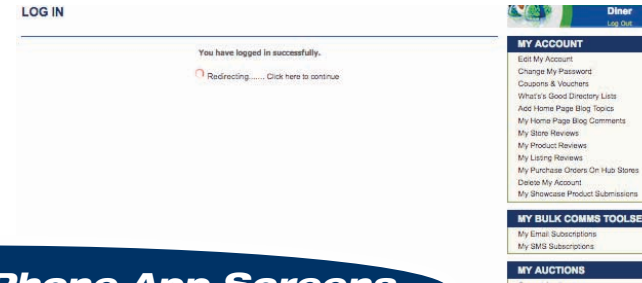 LOG IN
You have logged in successfully.
Redirecting....... Click here to continue
Diner
Log Out
MY ACCOUNT
Edit My Account
Change My Password
Coupons & Vouchers
What's's Good Directory Lists
Add Home Page Blog Topics
My Home Page Blog Comments
My Store Reviews
My Product Reviews
My Listing Reviews
My Purchase Orders On Hub Stores
Delete My Account
My Showcase Product Submissions
MY BULK COMMS TOOLSE
My Email Subscriptions
My SMS Subscriptions
MY AUCTIONS
Phone App Screens